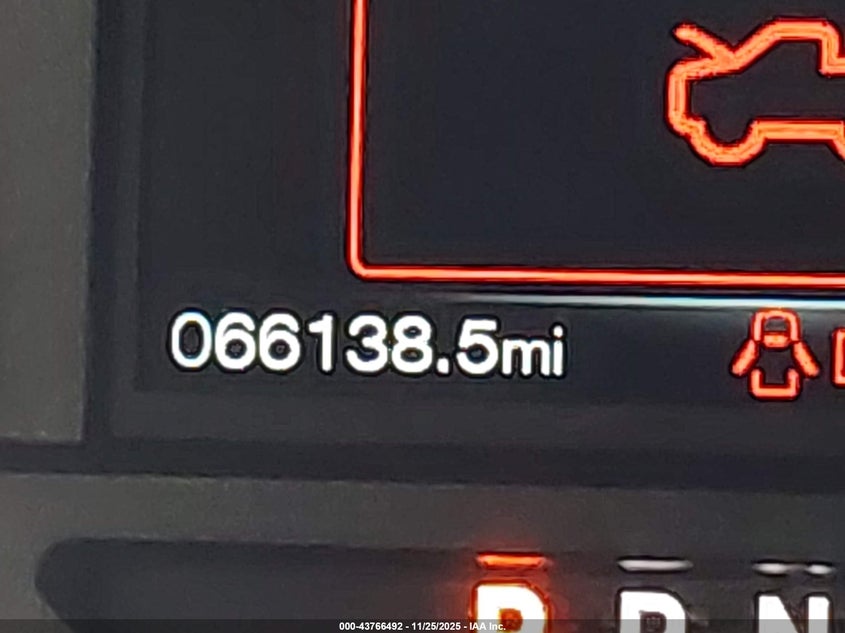 066138.5mi
P R N
000-43766492 - 11/25/2025 - IAA Inc.